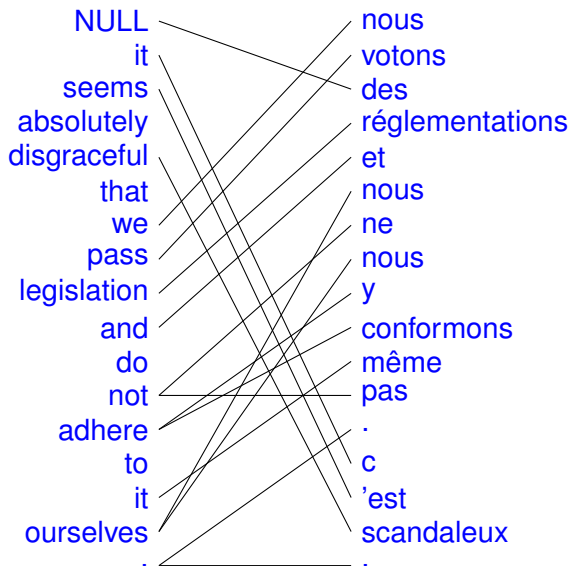 NULL
it
seems
absolutely
disgraceful
that
we
pass
legislation
and
do
not
adhere
to
it
ourselves
.
nous
votons
des
réglementations
et
nous
ne
nous
y
conformons
même
pas
.
c
'est
scandaleux
.